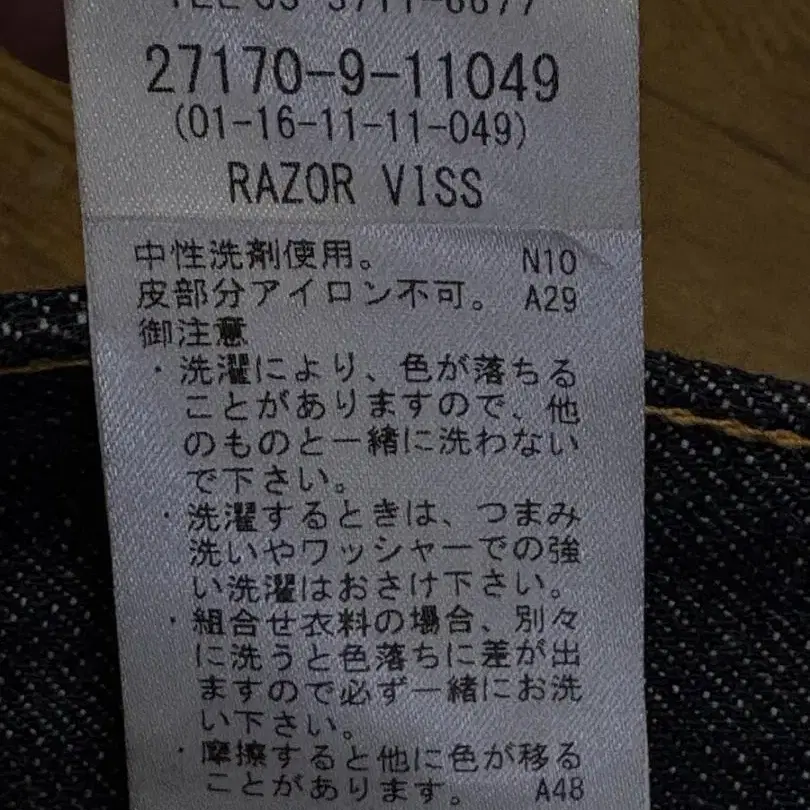 27170-9-11049
(01-16-11-11-049)
RAZOR VISS
中性洗剤使用。 N10
皮部分アイロン不可。 A29
御注意
・洗濯により、色が落ちる
ことがありますので、他
のものと一緒に洗わない
で下さい。
・洗濯するときは、つまみ
洗いやワッシャーでの強
い洗濯はおさけ下さい。
・組合せ衣料の場合、別々
に洗うと色落ちに差が出
ますので必ず一緒にお洗
い下さい。
・摩擦すると他に色が移る
ことがあります。 A48